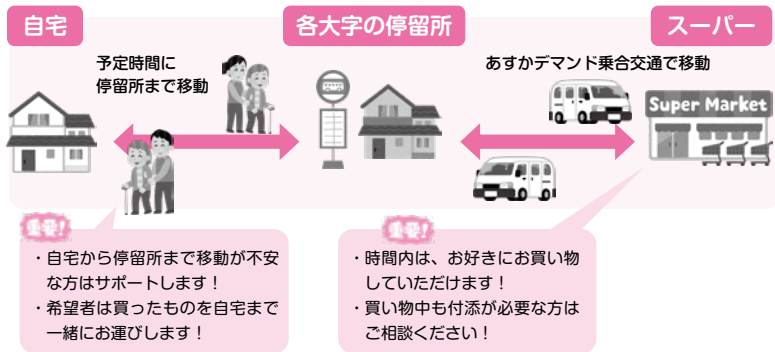 自宅
各大字の停留所
スーパー
予定時間に
停留所まで移動
あすかデマンド乗合交通で移動
Super Market
重要!
・自宅から停留所まで移動が不安
な方はサポートします！
・希望者は買ったものを自宅まで
一緒にお運びします！
重要!
・時間内は、お好きにお買い物
していただけます！
・買い物中も付添が必要な方は
ご相談ください！